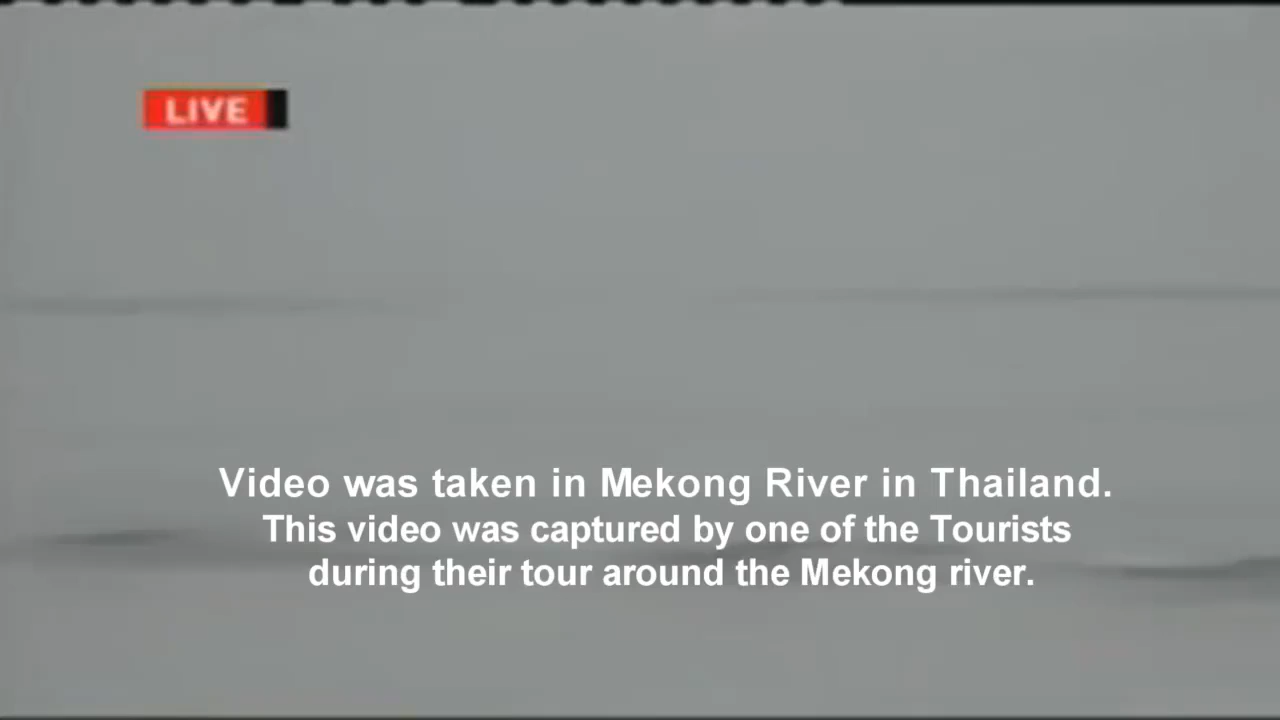 LIVE
Video was taken in Mekong River in Thailand.
This video was captured by one of the Tourists
during their tour around the Mekong river.